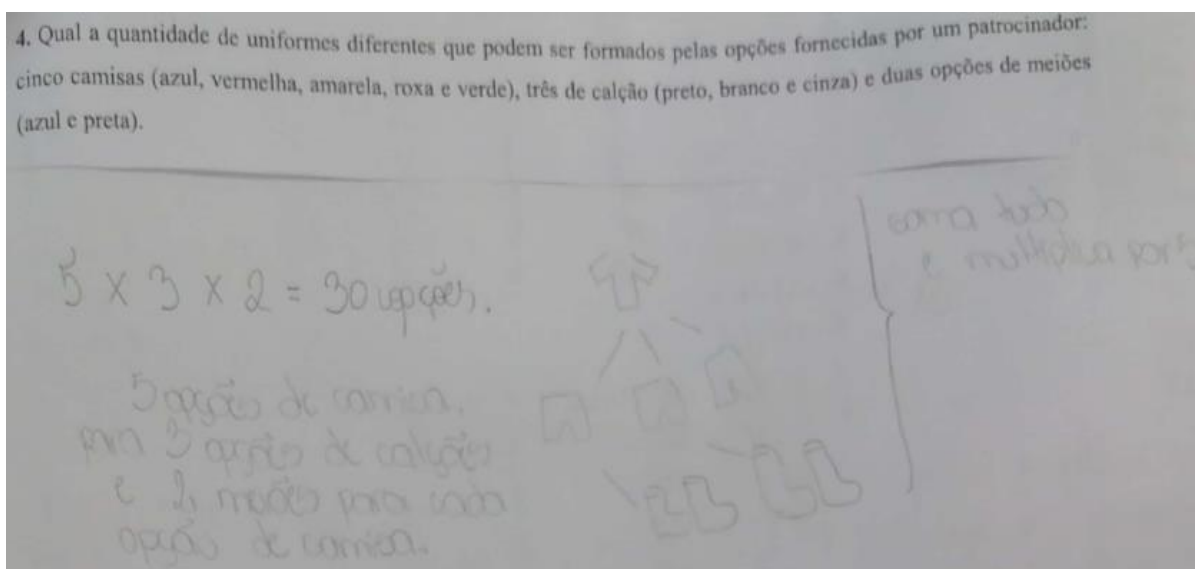 4. Qual a quantidade de uniformes diferentes que podem ser formados pelas opções fornecidas por um patrocinador:
cinco camisas (azul, vermelha, amarela, roxa e verde), três de calção (preto, branco e cinza) e duas opções de meiões
(azul e preta).
5 x 3 x 2 = 30 opções.
5 opções de camisa.
para 3 opções de calções
e 2 meiões para cada
opção de camisa.
soma tudo
e multiplica por 5